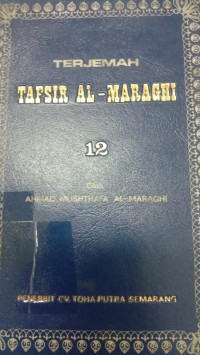 TERJEMAH
TAFSIR AL-MARAGHI
12
Oleh
AHMAD MUSHTHAFA AL-MARAGHI
PENERBIT CV. TOHA PUTRA SEMARANG